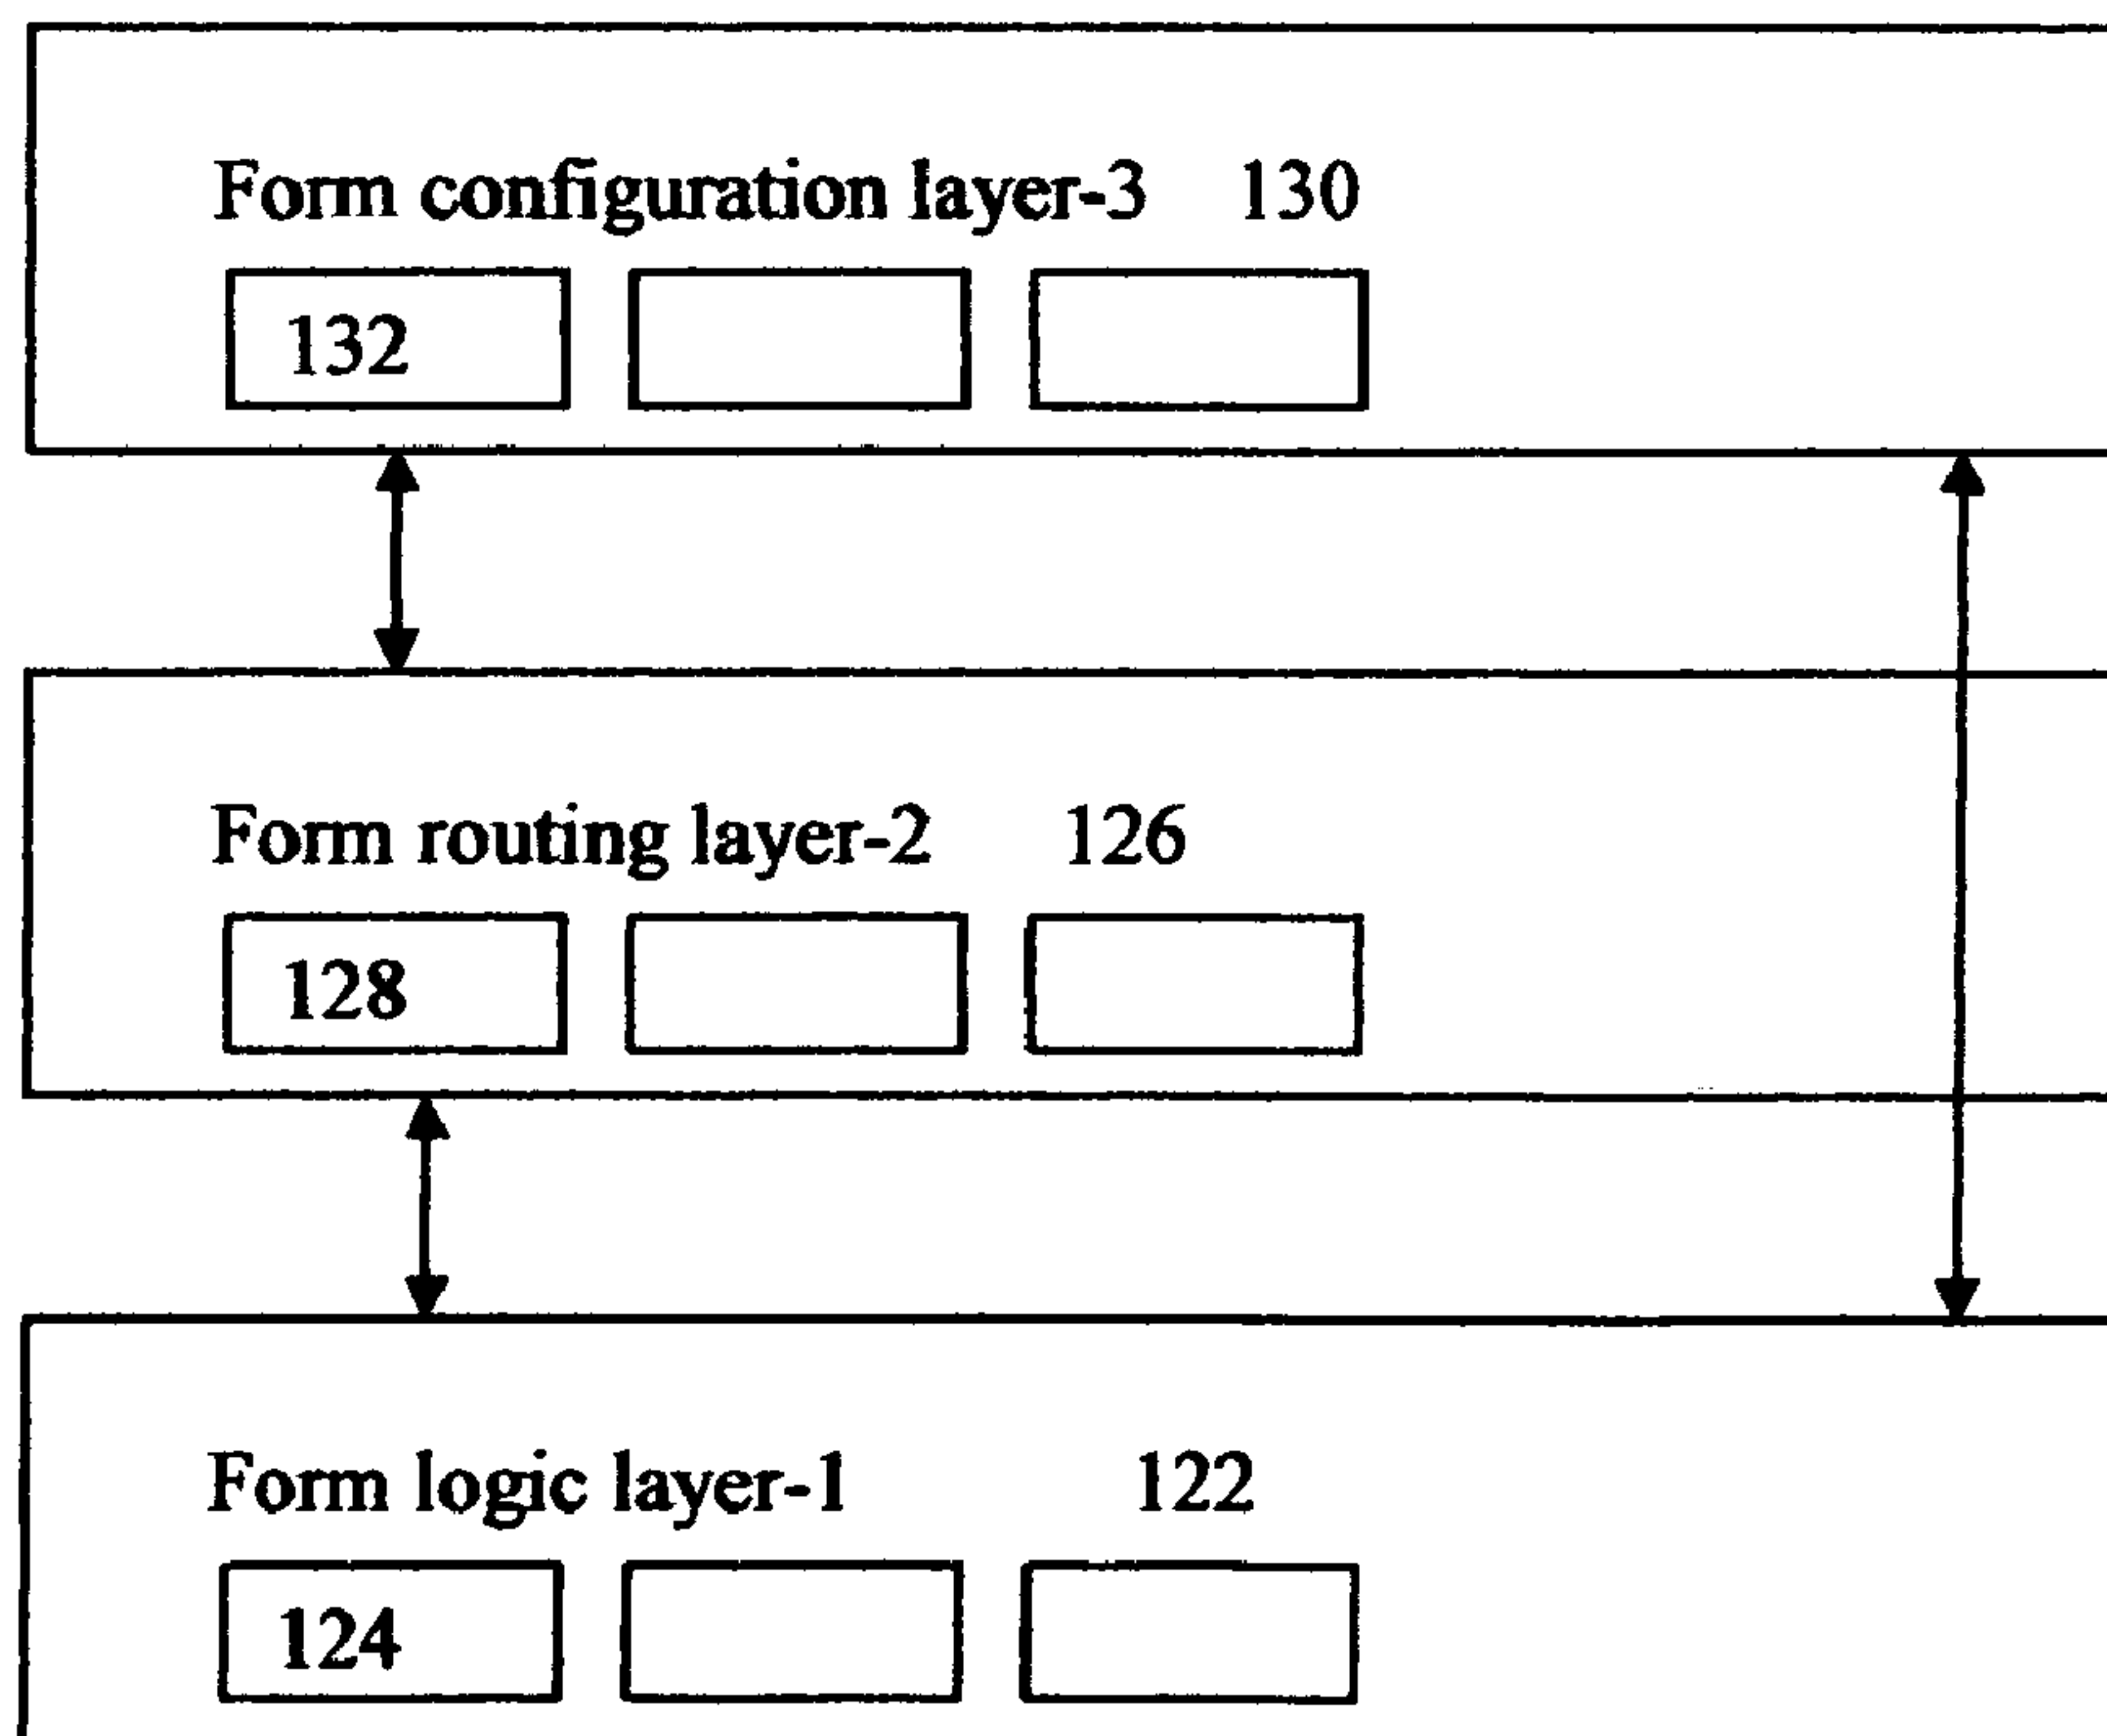 Form configuration layer-3 130
132
Form routing layer-2 126
128
Form logic layer-1 122
124